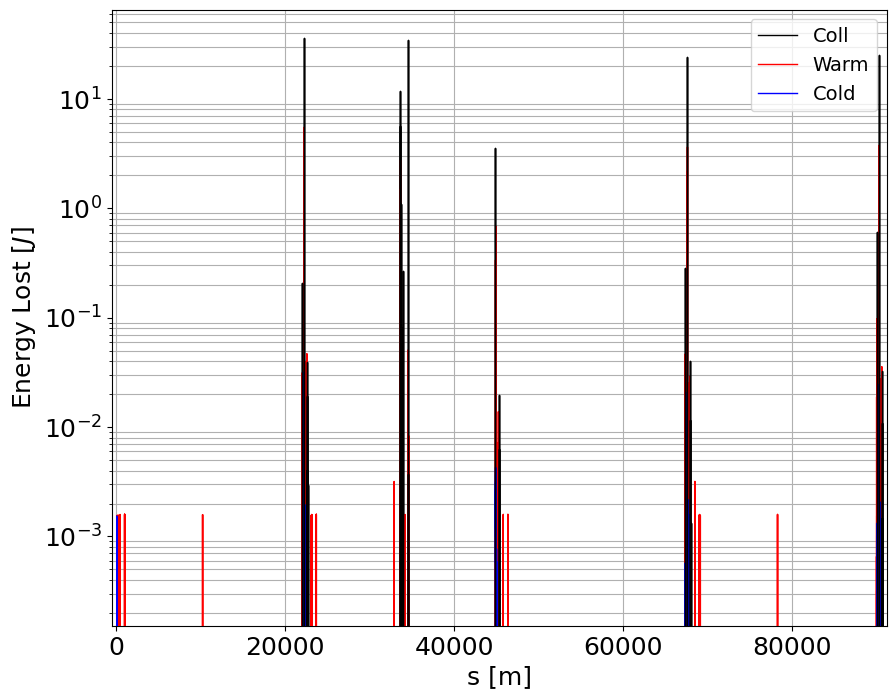 Coll
Warm
Cold
Energy Lost [J]
10¹
10⁰
10⁻¹
10⁻²
10⁻³
0 20000 40000 60000 80000
s [m]